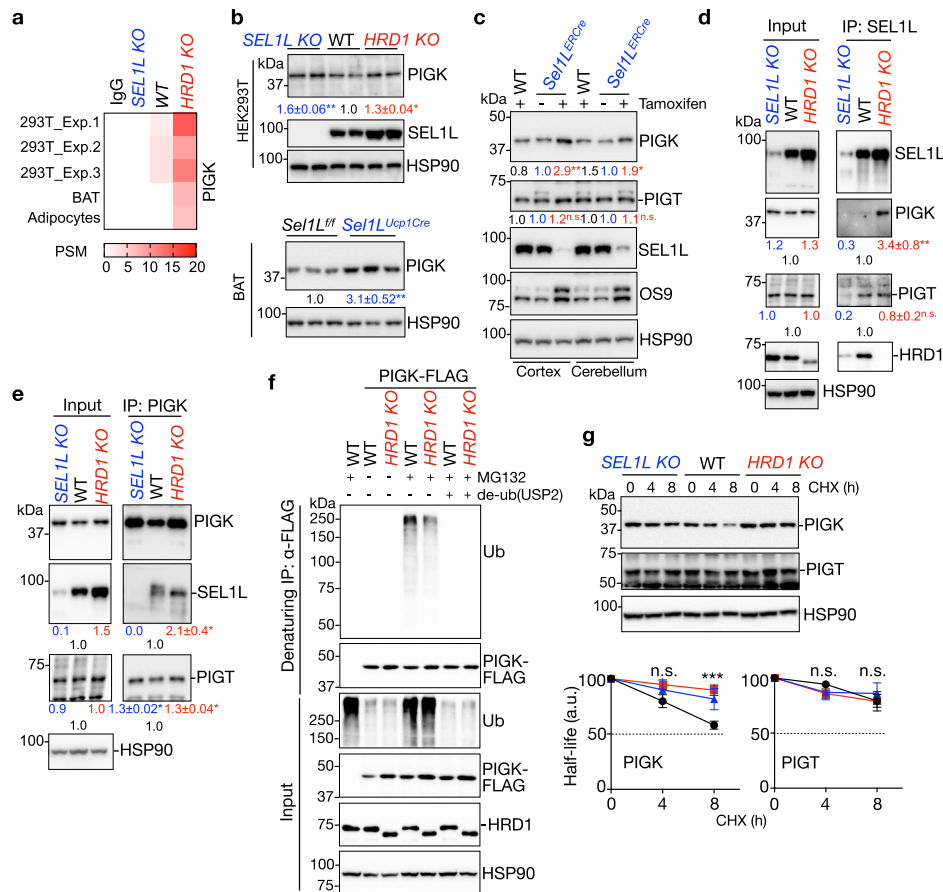 a
IgG
SEL1L KO
WT
HRD1 KO
293T_Exp.1
293T_Exp.2
293T_Exp.3
BAT
Adipocytes
PIGK
PSM
0 5 10 15 20
b
SEL1L KO WT HRD1 KO
kDa
HEK293T
37
PIGK
1.6±0.06** 1.0 1.3±0.04*
100
SEL1L
100
HSP90
Sel1L^f/f Sel1L^Ucp1Cre
BAT
37
PIGK
1.0 3.1±0.52**
100
HSP90
c
WT Sel1L^ERCre WT Sel1L^ERCre
+ - + + - + Tamoxifen
kDa
50
37
PIGK
0.8 1.0 2.9** 1.5 1.0 1.9*
75
PIGT
1.0 1.0 1.2n.s. 1.0 1.1n.s.
100
SEL1L
100
75
OS9
100
HSP90
Cortex Cerebellum
d
Input IP: SEL1L
SEL1L KO WT HRD1 KO SEL1L KO WT HRD1 KO
kDa
100
SEL1L
37
PIGK
1.2 1.3 0.3 3.4±0.8**
1.0 1.0
75
PIGT
1.0 1.0 0.2 0.8±0.2n.s.
1.0 1.0
75
50
HRD1
100
HSP90
e
Input IP: PIGK
SEL1L KO WT HRD1 KO SEL1L KO WT HRD1 KO
kDa
37
PIGK
100
SEL1L
0.1 1.5 0.0 2.1±0.4*
1.0 1.0
75
PIGT
0.9 1.0 1.3±0.02* 1.3±0.04*
1.0 1.0
100
HSP90
f
PIGK-FLAG
WT WT HRD1 KO WT HRD1 KO WT HRD1 KO
+ - - + + + + MG132
- - - - - + + de-ub(USP2)
kDa
Denaturing IP: α-FLAG
250
150
100
75
Ub
50
37
PIGK-
FLAG
Input
250
150
Ub
50
37
PIGK-
FLAG
75
HRD1
100
HSP90
g
SEL1L KO WT HRD1 KO
0 4 8 0 4 8 0 4 8 CHX (h)
kDa
50
37
PIGK
75
50
PIGT
100
HSP90
Half-life (a.u.)
100
50
0
n.s. ***
PIGK
0 4 8
100
50
0
n.s. n.s.
PIGT
0 4 8
CHX (h)